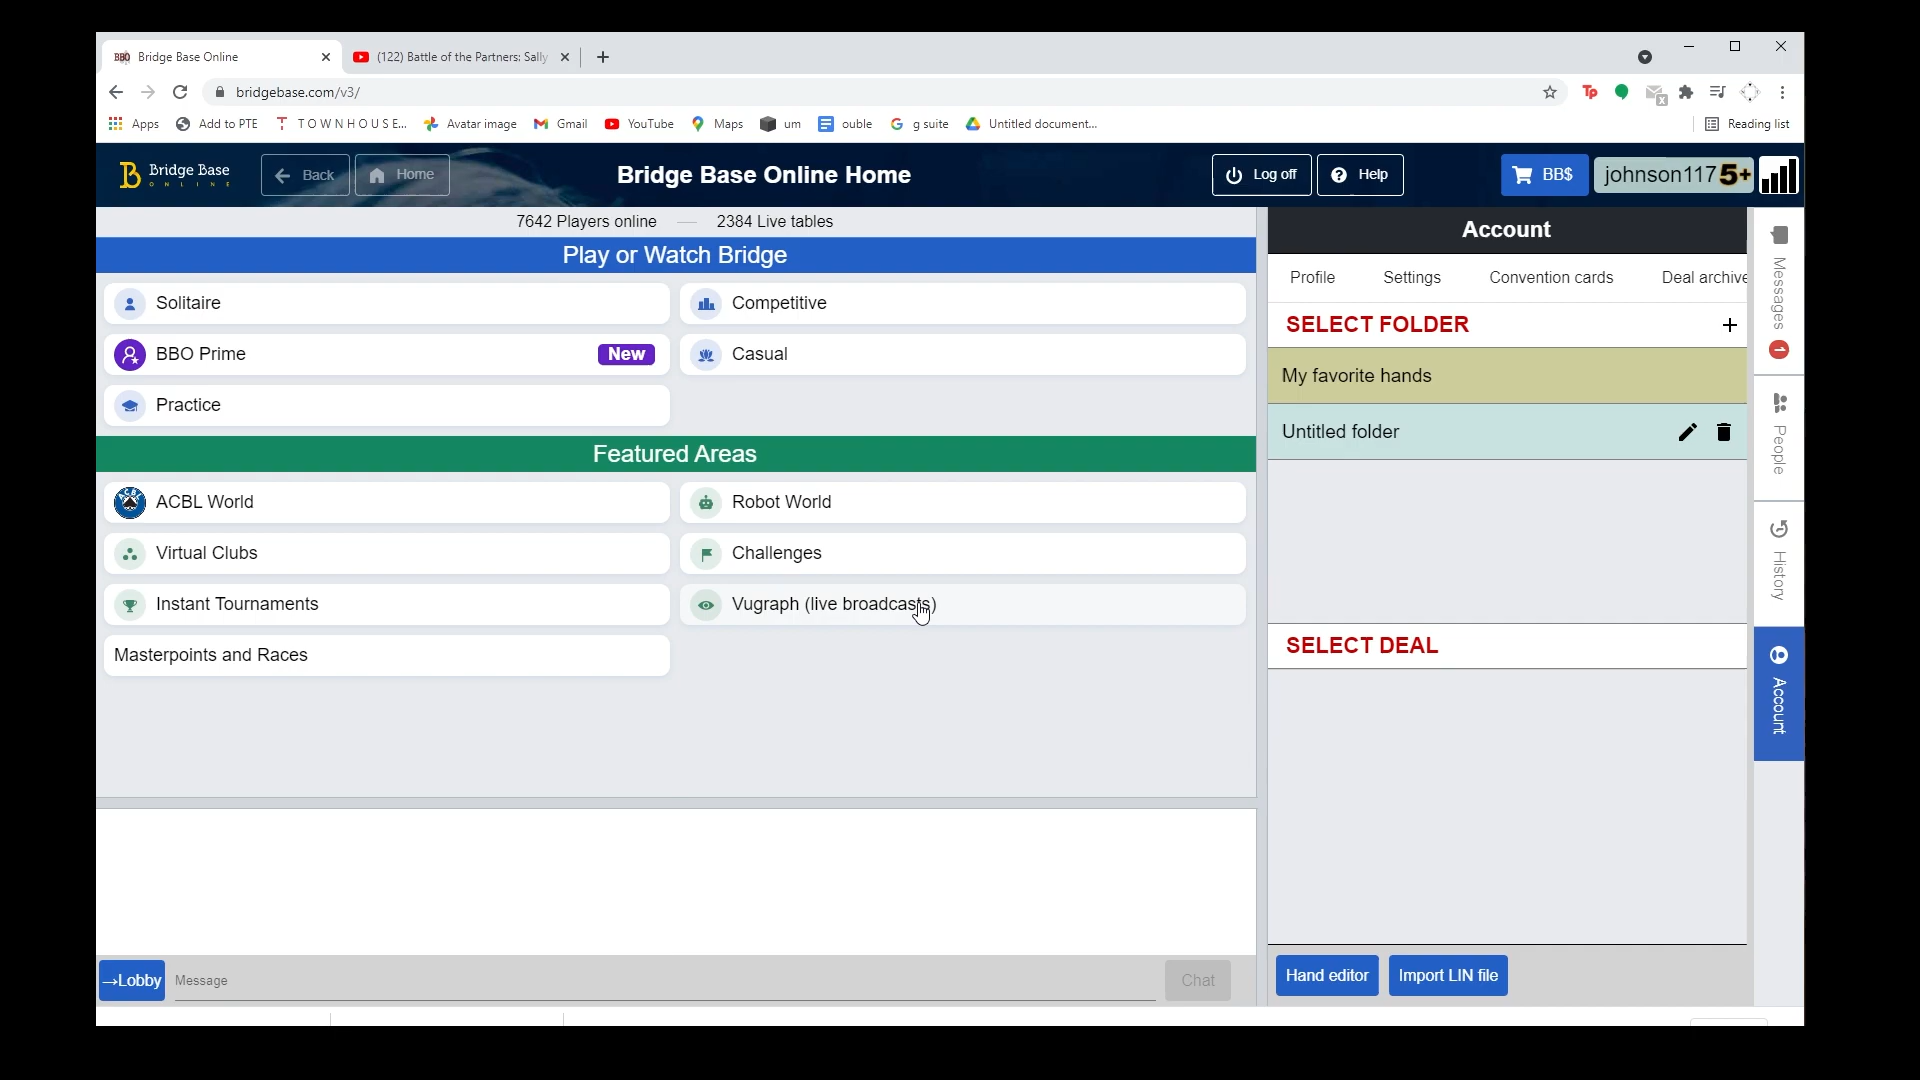 Bridge Base Online
(122) Battle of the Partners: Sally
bridgebase.com/v3/
Apps
Add to PTE
T O W N H O U S E...
Avatar image
Gmail
YouTube
Maps
um
ouble
g suite
Untitled document...
Reading list
Bridge Base
ONLINE
Back
Home
Bridge Base Online Home
Log off
Help
BB$
johnson117 5+
7642 Players online — 2384 Live tables
Play or Watch Bridge
Solitaire
Competitive
BBO Prime
New
Casual
Practice
Featured Areas
ACBL World
Robot World
Virtual Clubs
Challenges
Instant Tournaments
Vugraph (live broadcasts)
Masterpoints and Races
→Lobby
Message
Chat
Account
Profile
Settings
Convention cards
Deal archive
SELECT FOLDER
+
My favorite hands
Untitled folder
SELECT DEAL
Hand editor
Import LIN file
Messages
1
People
History
Account